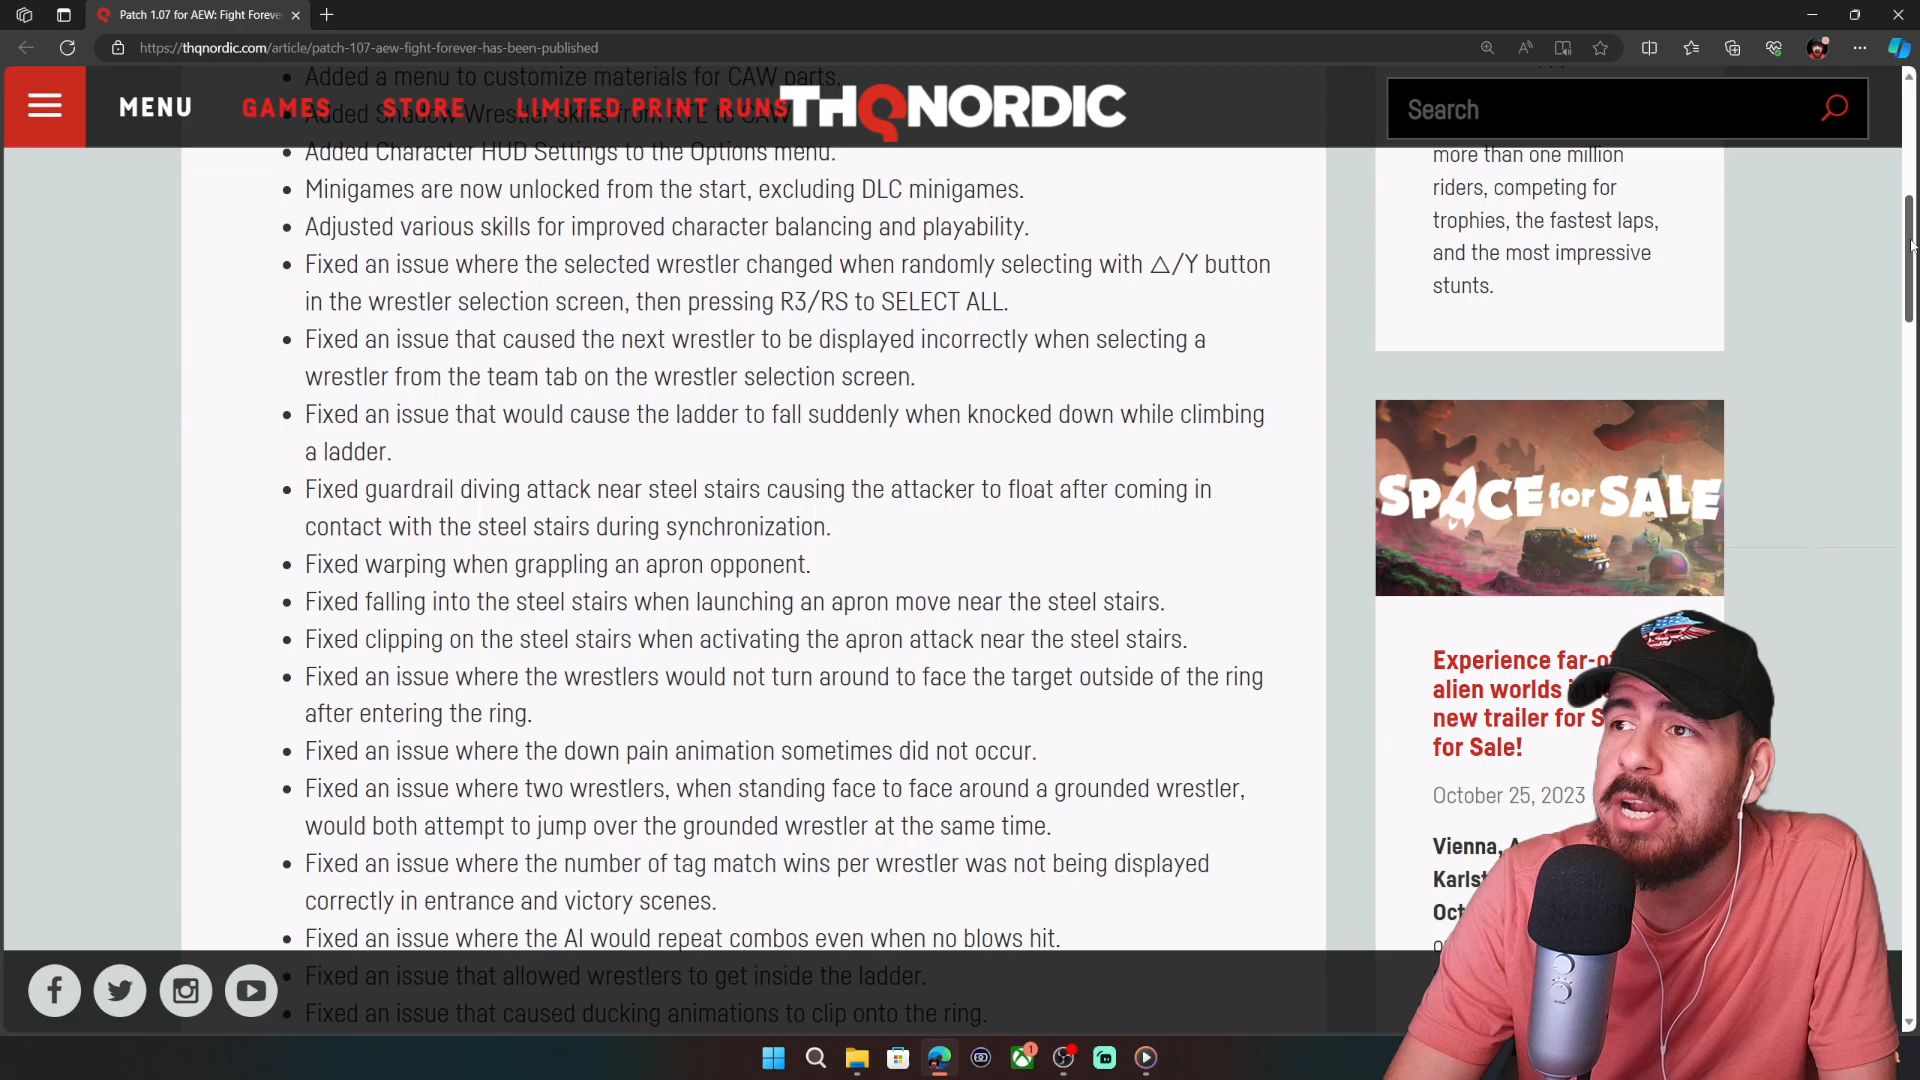 Patch 1.07 for AEW: Fight Foreve
https://thqnordic.com/article/patch-107-aew-fight-forever-has-been-published
Added a menu to customize materials for CAW parts.
MENU GAMES STORE LIMITED PRINT RUNS THQNORDIC Search
Added Shadow Wrestler skins from RTE to CAW
Added Character HUD Settings to the Options menu.
Minigames are now unlocked from the start, excluding DLC minigames.
Adjusted various skills for improved character balancing and playability.
Fixed an issue where the selected wrestler changed when randomly selecting with △/Y button
in the wrestler selection screen, then pressing R3/RS to SELECT ALL.
Fixed an issue that caused the next wrestler to be displayed incorrectly when selecting a
wrestler from the team tab on the wrestler selection screen.
Fixed an issue that would cause the ladder to fall suddenly when knocked down while climbing
a ladder.
Fixed guardrail diving attack near steel stairs causing the attacker to float after coming in
contact with the steel stairs during synchronization.
Fixed warping when grappling an apron opponent.
Fixed falling into the steel stairs when launching an apron move near the steel stairs.
Fixed clipping on the steel stairs when activating the apron attack near the steel stairs.
Fixed an issue where the wrestlers would not turn around to face the target outside of the ring
after entering the ring.
Fixed an issue where the down pain animation sometimes did not occur.
Fixed an issue where two wrestlers, when standing face to face around a grounded wrestler,
would both attempt to jump over the grounded wrestler at the same time.
Fixed an issue where the number of tag match wins per wrestler was not being displayed
correctly in entrance and victory scenes.
Fixed an issue where the AI would repeat combos even when no blows hit.
Fixed an issue that allowed wrestlers to get inside the ladder.
Fixed an issue that caused ducking animations to clip onto the ring.
more than one million
riders, competing for
trophies, the fastest laps,
and the most impressive
stunts.
SPACE for SALE
Experience far-o
alien worlds in
new trailer for S
for Sale!
October 25, 2023
Vienna,
Karlst
Oct
1